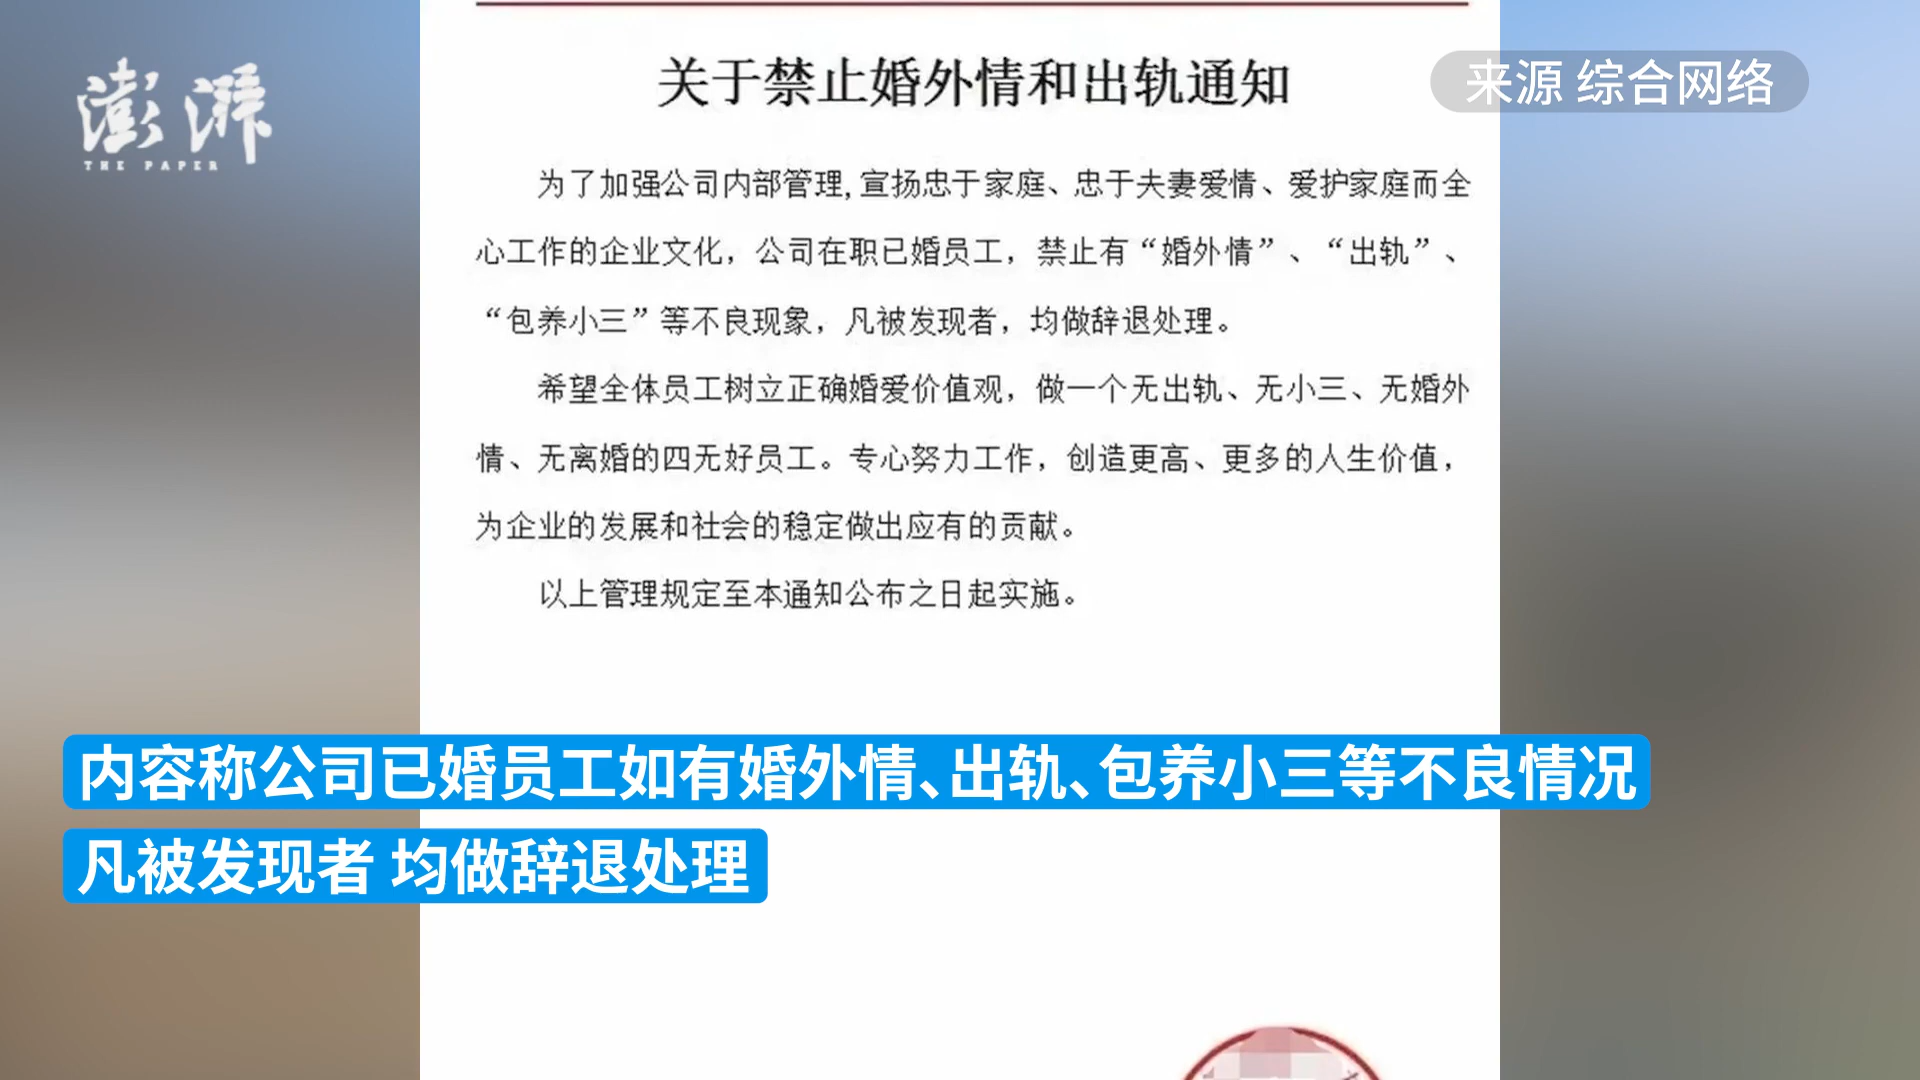 澎湃
THE PAPER
来源 综合网络
关于禁止婚外情和出轨通知
为了加强公司内部管理,宣扬忠于家庭、忠于夫妻爱情、爱护家庭而全
心工作的企业文化，公司在职已婚员工，禁止有“婚外情”、“出轨”、
“包养小三”等不良现象，凡被发现者，均做辞退处理。
希望全体员工树立正确婚爱价值观，做一个无出轨、无小三、无婚外
情、无离婚的四无好员工。专心努力工作，创造更高、更多的人生价值，
为企业的发展和社会的稳定做出应有的贡献。
以上管理规定至本通知公布之日起实施。
内容称公司已婚员工如有婚外情、出轨、包养小三等不良情况
凡被发现者 均做辞退处理